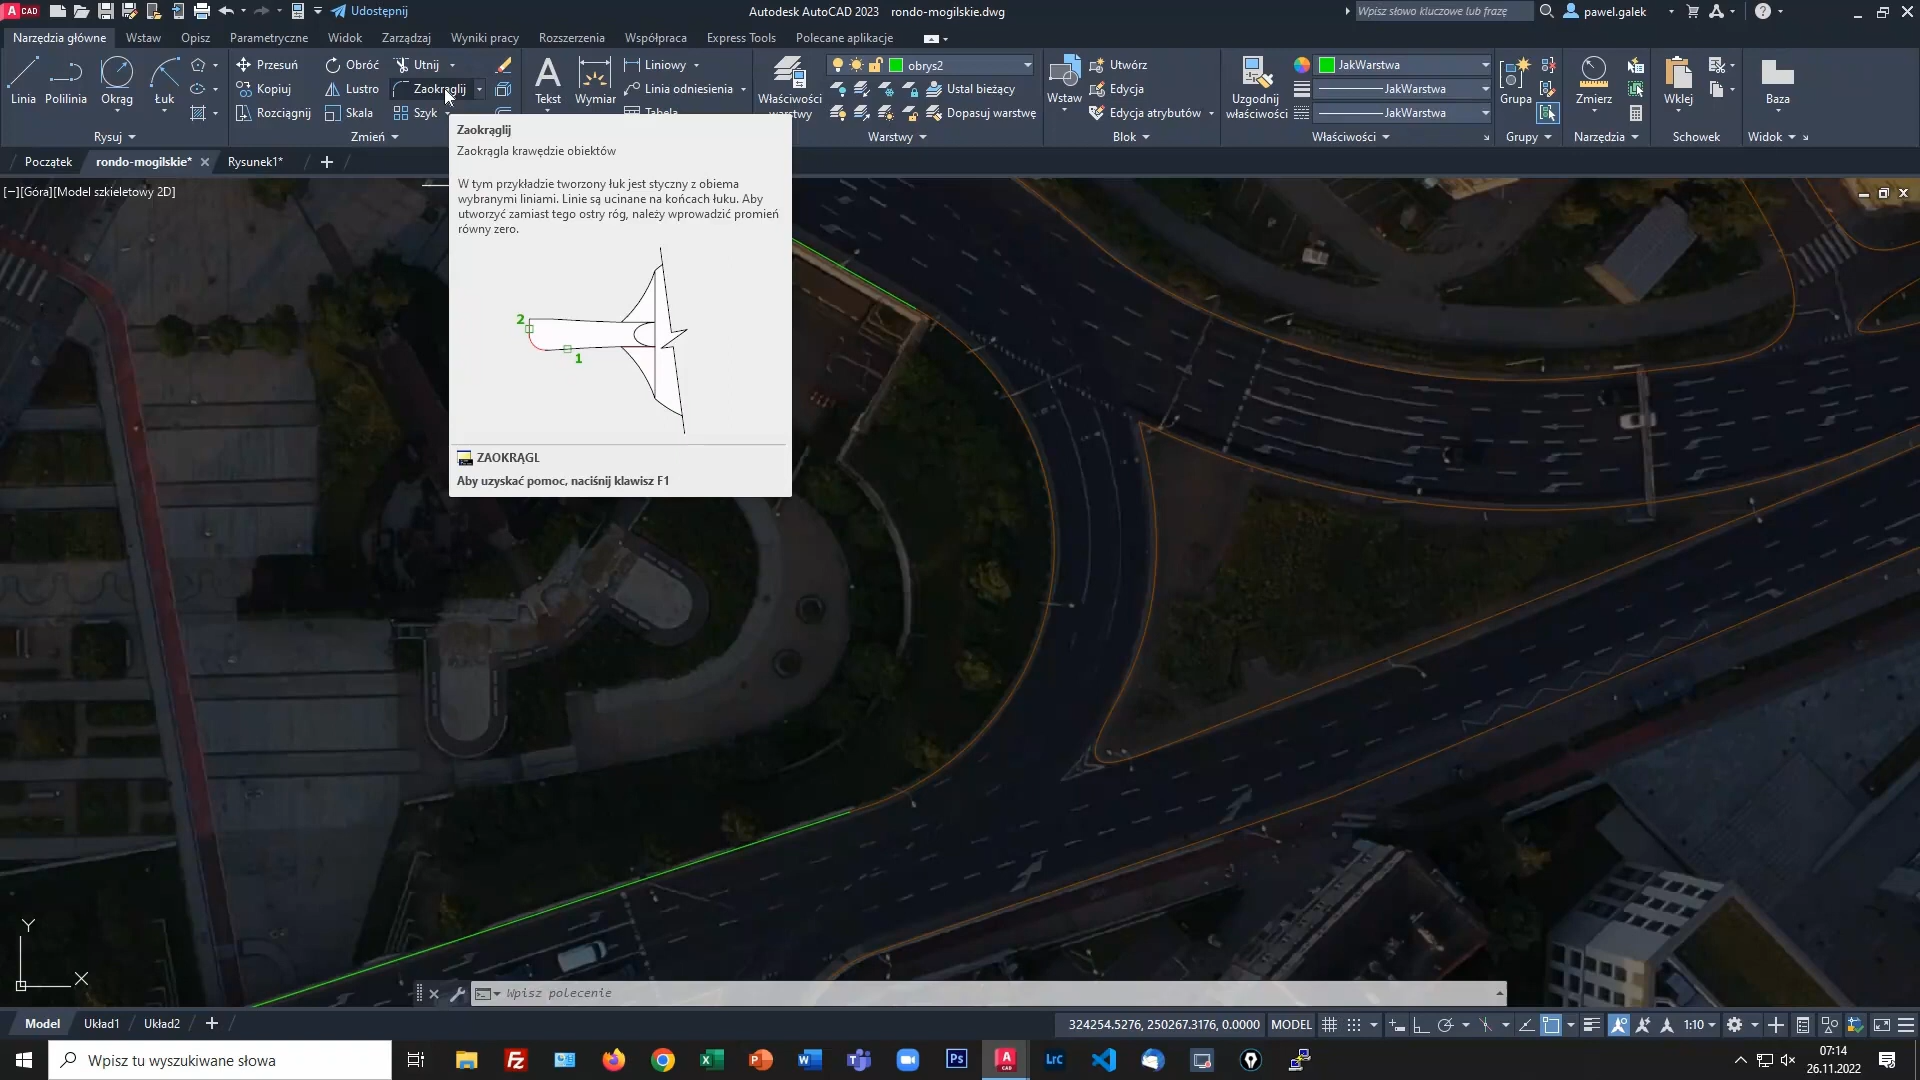 A CAD
Udostępnij
Autodesk AutoCAD 2023 rondo-mogilskie.dwg
Wpisz słowo kluczowe lub frazę
pawel.galek
Narzędzia główne
Wstaw
Opisz
Parametryczne
Widok
Zarządzaj
Wyniki pracy
Rozszerzenia
Współpraca
Express Tools
Polecane aplikacje
Linia
Polilinia
Okrąg
Łuk
Rysuj
Przesuń
Obróć
Utnij
Kopiuj
Lustro
Zaokrąglij
Rozciągnij
Skala
Szyk
Zmień
Tekst
Wymiar
Liniowy
Linia odniesienia
Tabela
Właściwości
warstwy
obrys2
Ustal bieżący
Dopasuj warstwę
Warstwy
Wstaw
Utwórz
Edycja
Edycja atrybutów
Blok
Uzgodnij
właściwości
JakWarstwa
JakWarstwa
JakWarstwa
Właściwości
Grupa
Grupy
Zmierz
Narzędzia
Wklej
Schowek
Baza
Widok
Początek
rondo-mogilskie*
Rysunek1*
[−][Góra][Model szkieletowy 2D]
Zaokrąglij
Zaokrągla krawędzie obiektów
W tym przykładzie tworzony łuk jest styczny z obiema
wybranymi liniami. Linie są ucinane na końcach łuku. Aby
utworzyć zamiast tego ostry róg, należy wprowadzić promień
równy zero.
2
1
ZAOKRĄGL
Aby uzyskać pomoc, naciśnij klawisz F1
Y
X
Wpisz polecenie
Model
Układ1
Układ2
324254.5276, 250267.3176, 0.0000
MODEL
1:10
Wpisz tu wyszukiwane słowa
Fz
Ps
A CAD
Lrc
07:14
26.11.2022